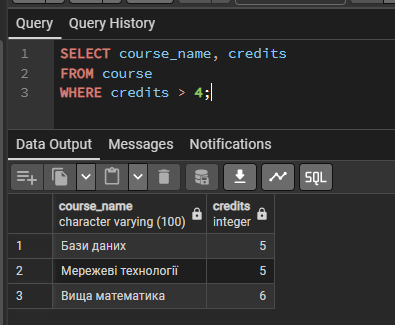 Query Query History
1 SELECT course_name, credits
2 FROM course
3 WHERE credits > 4;
Data Output Messages Notifications
SQL
course_name credits
character varying (100) integer
1 Бази даних 5
2 Мережеві технології 5
3 Вища математика 6